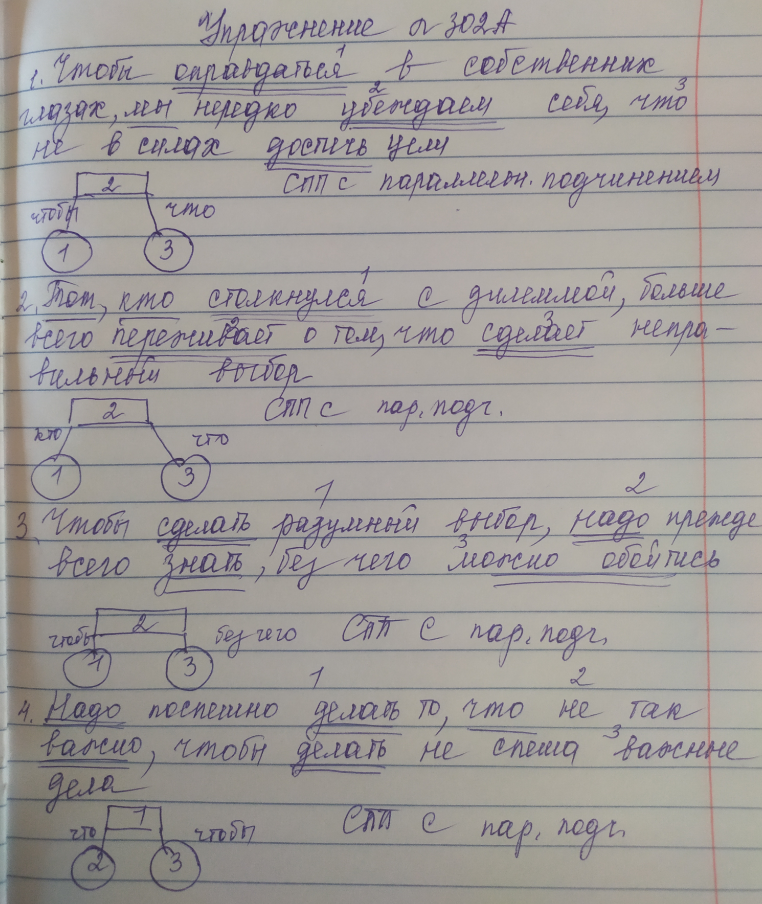 Упражнение № 302А
1. Чтобы оправдаться 1 в собственных
глазах, мы нередко убеждаем 2 себя, что 3
не в силах достичь цели
2 СПП с параллельн. подчинением
чтобы что
1 3
2. Тот, кто столкнулся 1 с дилеммой, больше
всего переживает 2 о том, что сделает 3 непра-
вильный выбор
2 СПП с пар. подч.
кто что
1 3
1 2
3. Чтобы сделать разумный выбор, надо прежде
всего знать, без чего 3 можно обойтись
2
чтобы без чего СПП с пар. подч.
1 3
1 2
4. Надо поспешно делать то, что не так
важно, чтобы делать не спеша 3 важные
дела
1 СПП с пар. подч.
что чтобы
2 3